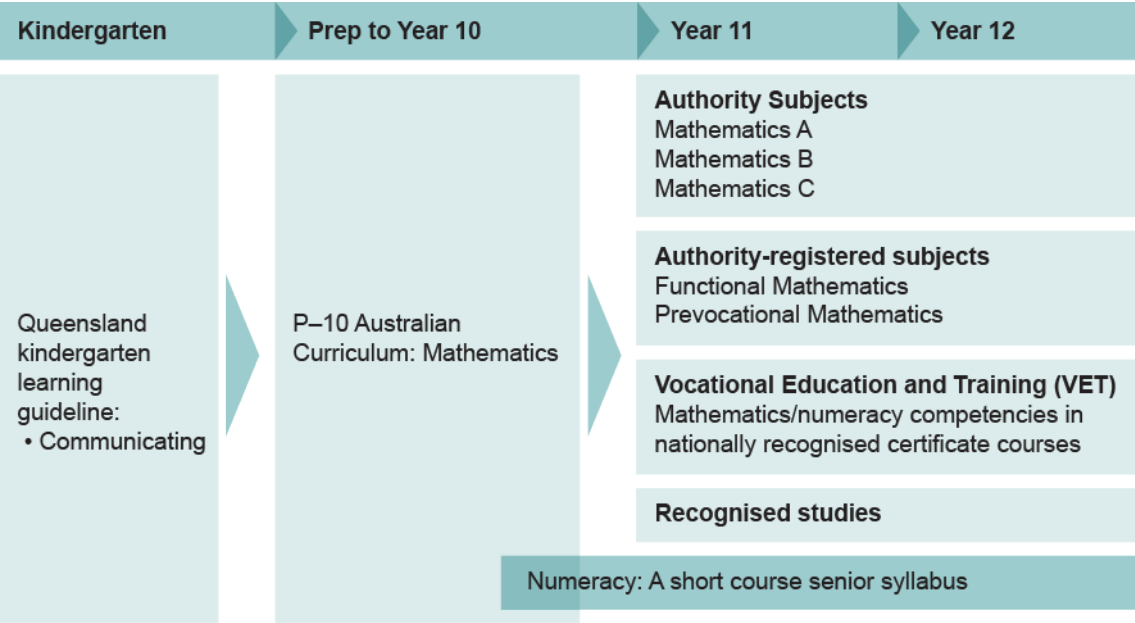 Kindergarten
Prep to Year 10
Year 11
Year 12
Queensland
kindergarten
learning
guideline:
• Communicating
P–10 Australian
Curriculum: Mathematics
Authority Subjects
Mathematics A
Mathematics B
Mathematics C
Authority-registered subjects
Functional Mathematics
Prevocational Mathematics
Vocational Education and Training (VET)
Mathematics/numeracy competencies in
nationally recognised certificate courses
Recognised studies
Numeracy: A short course senior syllabus